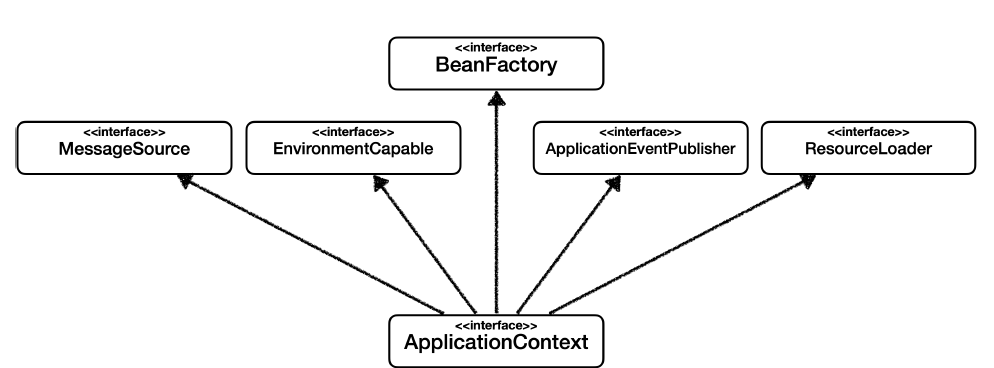 <<interface>>
BeanFactory
<<interface>>
MessageSource
<<interface>>
EnvironmentCapable
<<interface>>
ApplicationEventPublisher
<<interface>>
ResourceLoader
<<interface>>
ApplicationContext